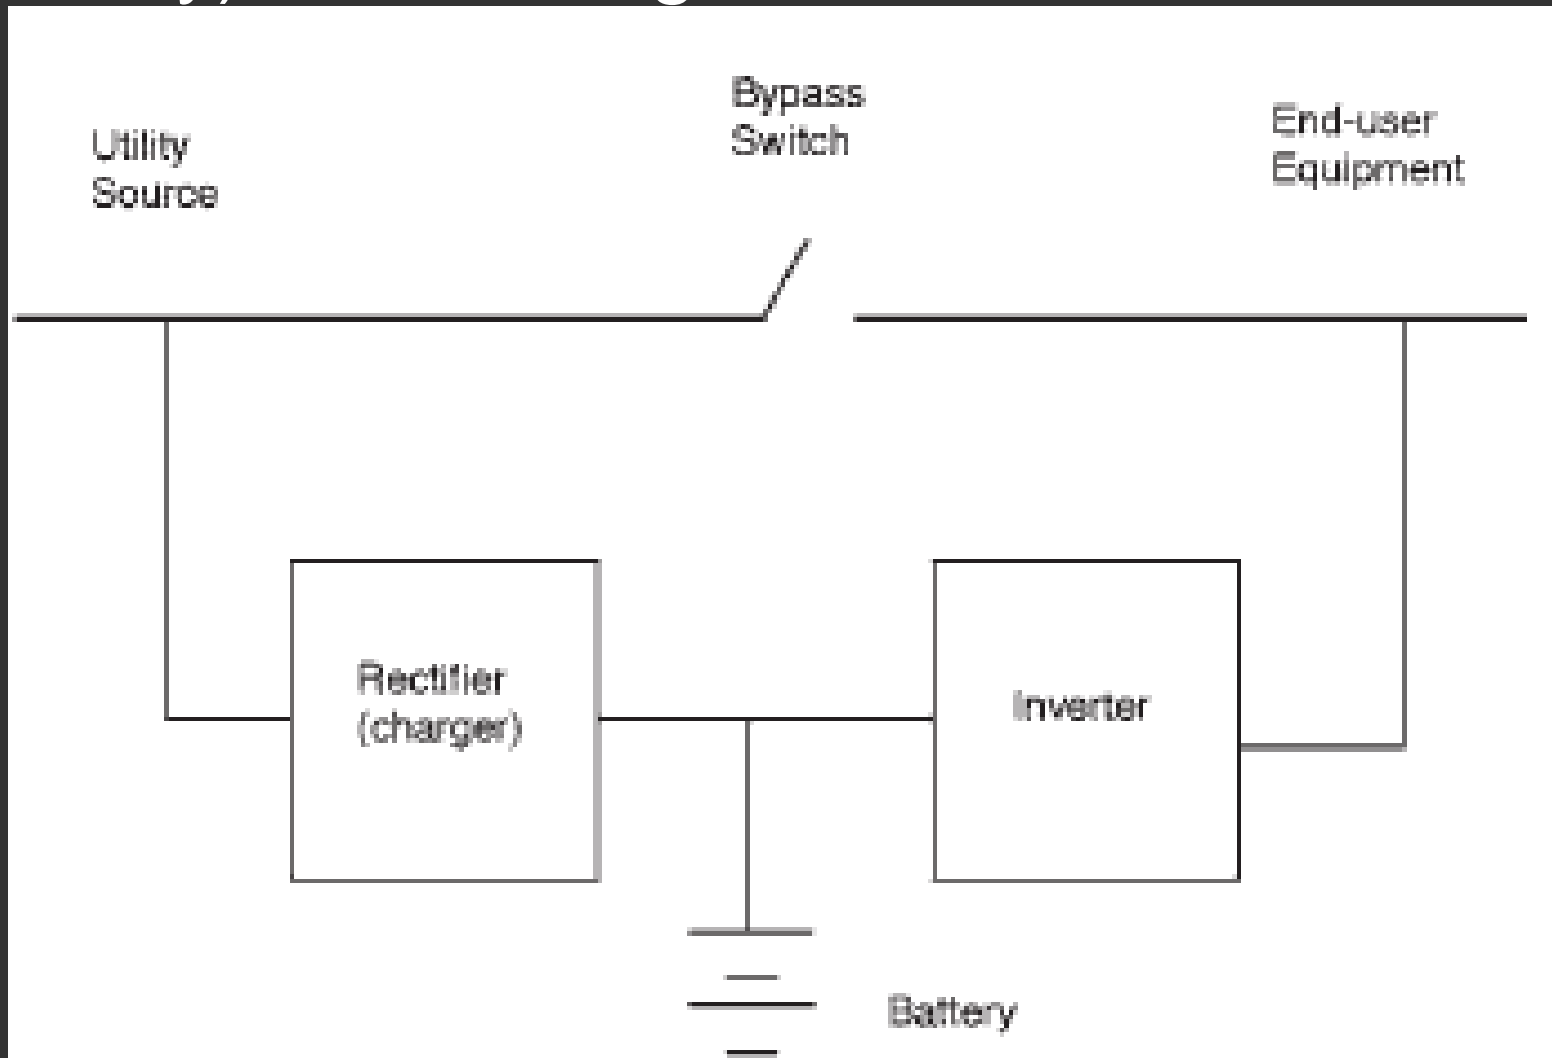 Bypass
Switch
Utility
Source
End-user
Equipment
Rectifier
(charger)
Inverter
Battery